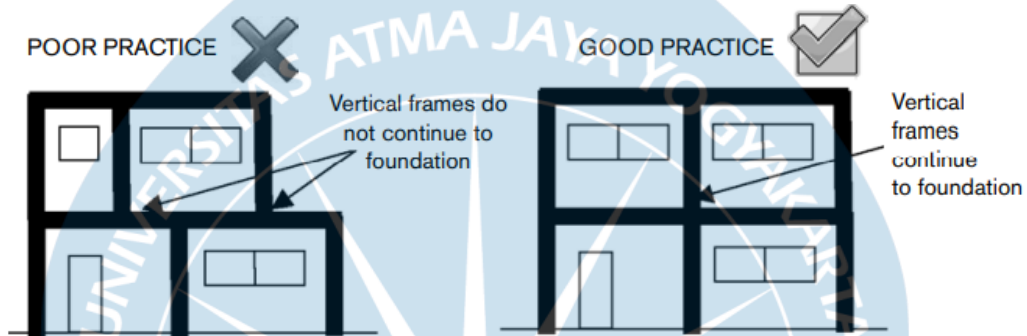 POOR PRACTICE
GOOD PRACTICE
Vertical frames do
not continue to
foundation
Vertical
frames
continue
to foundation
UNIVERSITAS ATMA JAYA YOGYAKARTA